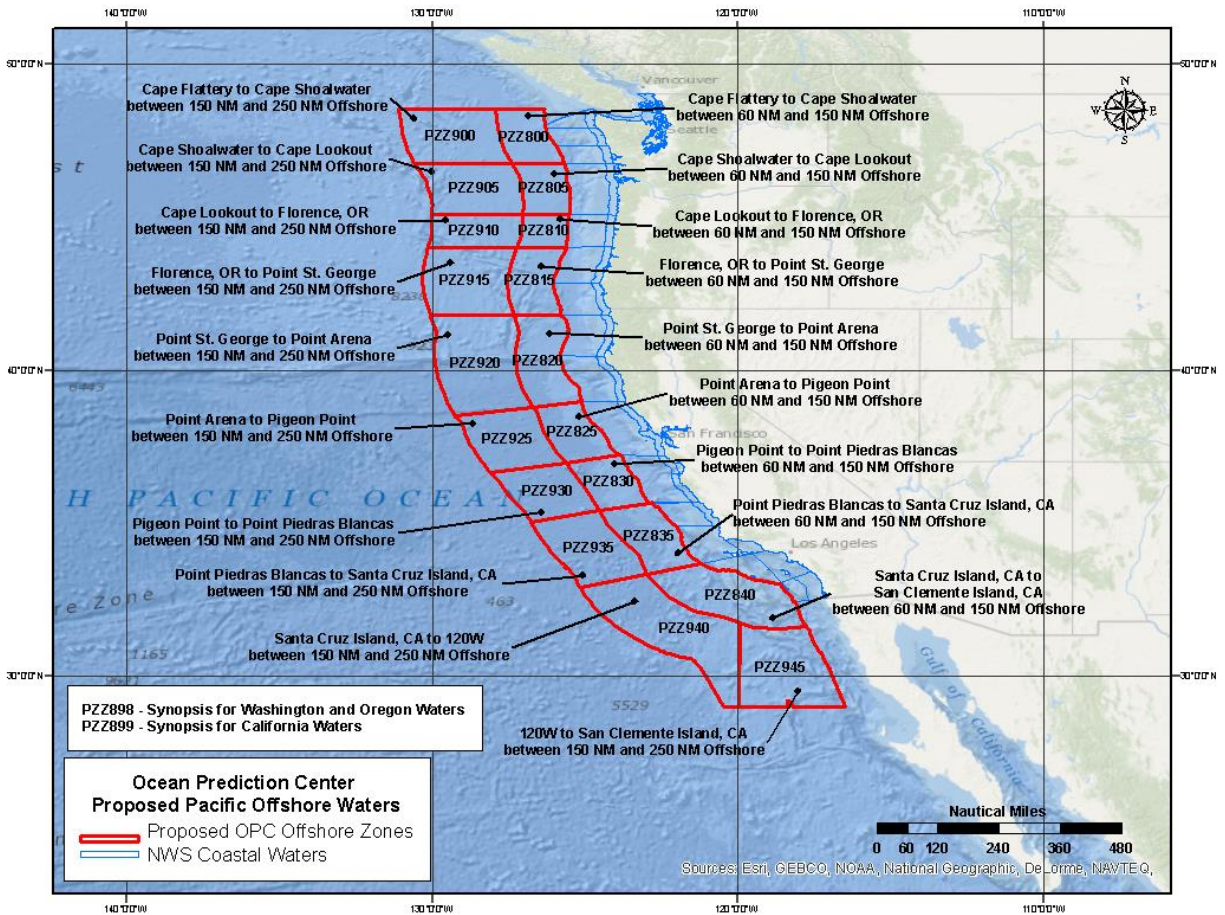 140°0'0"W 130°0'0"W 120°0'0"W 110°0'0"W
50°0'0"N 50°0'0"N
Vancouver
Seattle
N
W E
S
Cape Flattery to Cape Shoalwater
between 150 NM and 250 NM Offshore
Cape Flattery to Cape Shoalwater
between 60 NM and 150 NM Offshore
PZZ900 PZZ800
Cape Shoalwater to Cape Lookout
between 150 NM and 250 NM Offshore
Cape Shoalwater to Cape Lookout
between 60 NM and 150 NM Offshore
PZZ905 PZZ805
Cape Lookout to Florence, OR
between 150 NM and 250 NM Offshore
Cape Lookout to Florence, OR
between 60 NM and 150 NM Offshore
PZZ910 PZZ810
Florence, OR to Point St. George
between 150 NM and 250 NM Offshore
Florence, OR to Point St. George
between 60 NM and 150 NM Offshore
PZZ915 PZZ815
Point St. George to Point Arena
between 150 NM and 250 NM Offshore
Point St. George to Point Arena
between 60 NM and 150 NM Offshore
PZZ920 PZZ820
40°0'0"N 40°0'0"N
Point Arena to Pigeon Point
between 60 NM and 150 NM Offshore
Point Arena to Pigeon Point
between 150 NM and 250 NM Offshore
PZZ925 PZZ825
San Francisco
Pigeon Point to Point Piedras Blancas
between 60 NM and 150 NM Offshore
PZZ930 PZZ830
H PACIFIC OCEAN
Point Piedras Blancas to Santa Cruz Island, CA
between 60 NM and 150 NM Offshore
Pigeon Point to Point Piedras Blancas
between 150 NM and 250 NM Offshore
PZZ935 PZZ835
Los Angeles
Point Piedras Blancas to Santa Cruz Island, CA
between 150 NM and 250 NM Offshore
Santa Cruz Island, CA to
San Clemente Island, CA
between 60 NM and 150 NM Offshore
PZZ840
463
re Zone
PZZ940
Santa Cruz Island, CA to 120W
between 150 NM and 250 NM Offshore
1165
PZZ945
30°0'0"N 30°0'0"N
5529
Gulf of California
120W to San Clemente Island, CA
between 150 NM and 250 NM Offshore
PZZ898 - Synopsis for Washington and Oregon Waters
PZZ899 - Synopsis for California Waters
Ocean Prediction Center
Proposed Pacific Offshore Waters
Proposed OPC Offshore Zones
NWS Coastal Waters
Nautical Miles
0 60 120 240 360 480
Sources: Esri, GEBCO, NOAA, National Geographic, DeLorme, NAVTEQ,
140°0'0"W 130°0'0"W 120°0'0"W 110°0'0"W